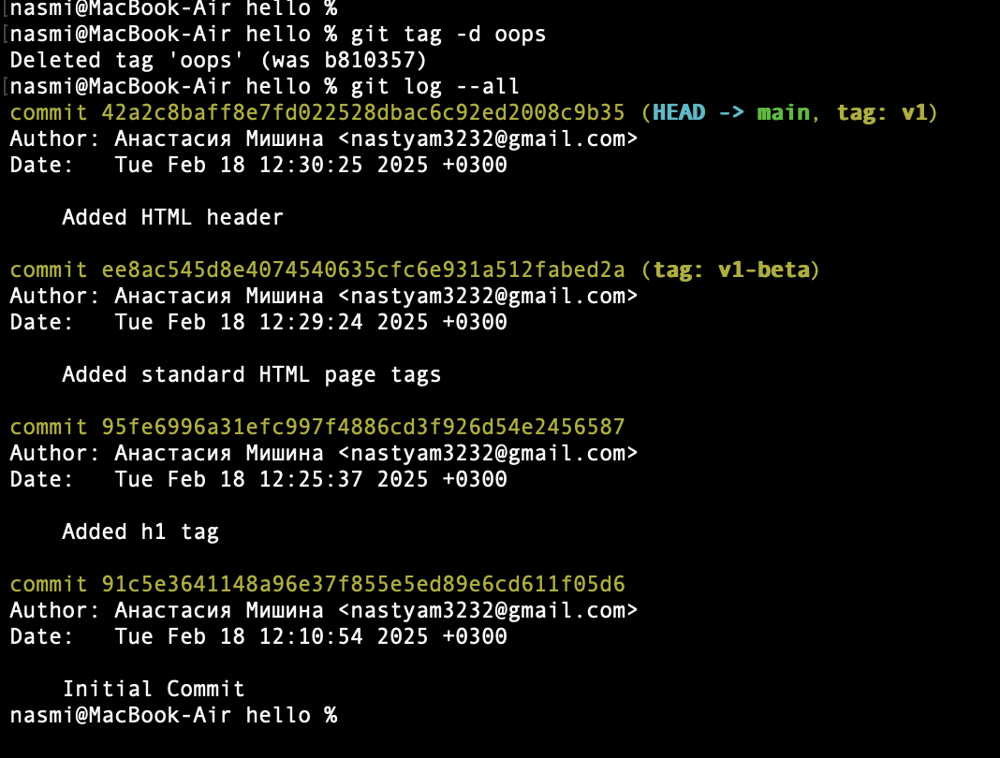 [nasmi@MacBook-Air hello %
[nasmi@MacBook-Air hello % git tag -d oops
Deleted tag 'oops' (was b810357)
[nasmi@MacBook-Air hello % git log --all
commit 42a2c8baff8e7fd022528dbac6c92ed2008c9b35 (HEAD -> main, tag: v1)
Author: Анастасия Мишина <nastyam3232@gmail.com>
Date:   Tue Feb 18 12:30:25 2025 +0300
    Added HTML header
commit ee8ac545d8e4074540635cfc6e931a512fabed2a (tag: v1-beta)
Author: Анастасия Мишина <nastyam3232@gmail.com>
Date:   Tue Feb 18 12:29:24 2025 +0300
    Added standard HTML page tags
commit 95fe6996a31efc997f4886cd3f926d54e2456587
Author: Анастасия Мишина <nastyam3232@gmail.com>
Date:   Tue Feb 18 12:25:37 2025 +0300
    Added h1 tag
commit 91c5e3641148a96e37f855e5ed89e6cd611f05d6
Author: Анастасия Мишина <nastyam3232@gmail.com>
Date:   Tue Feb 18 12:10:54 2025 +0300
    Initial Commit
nasmi@MacBook-Air hello %